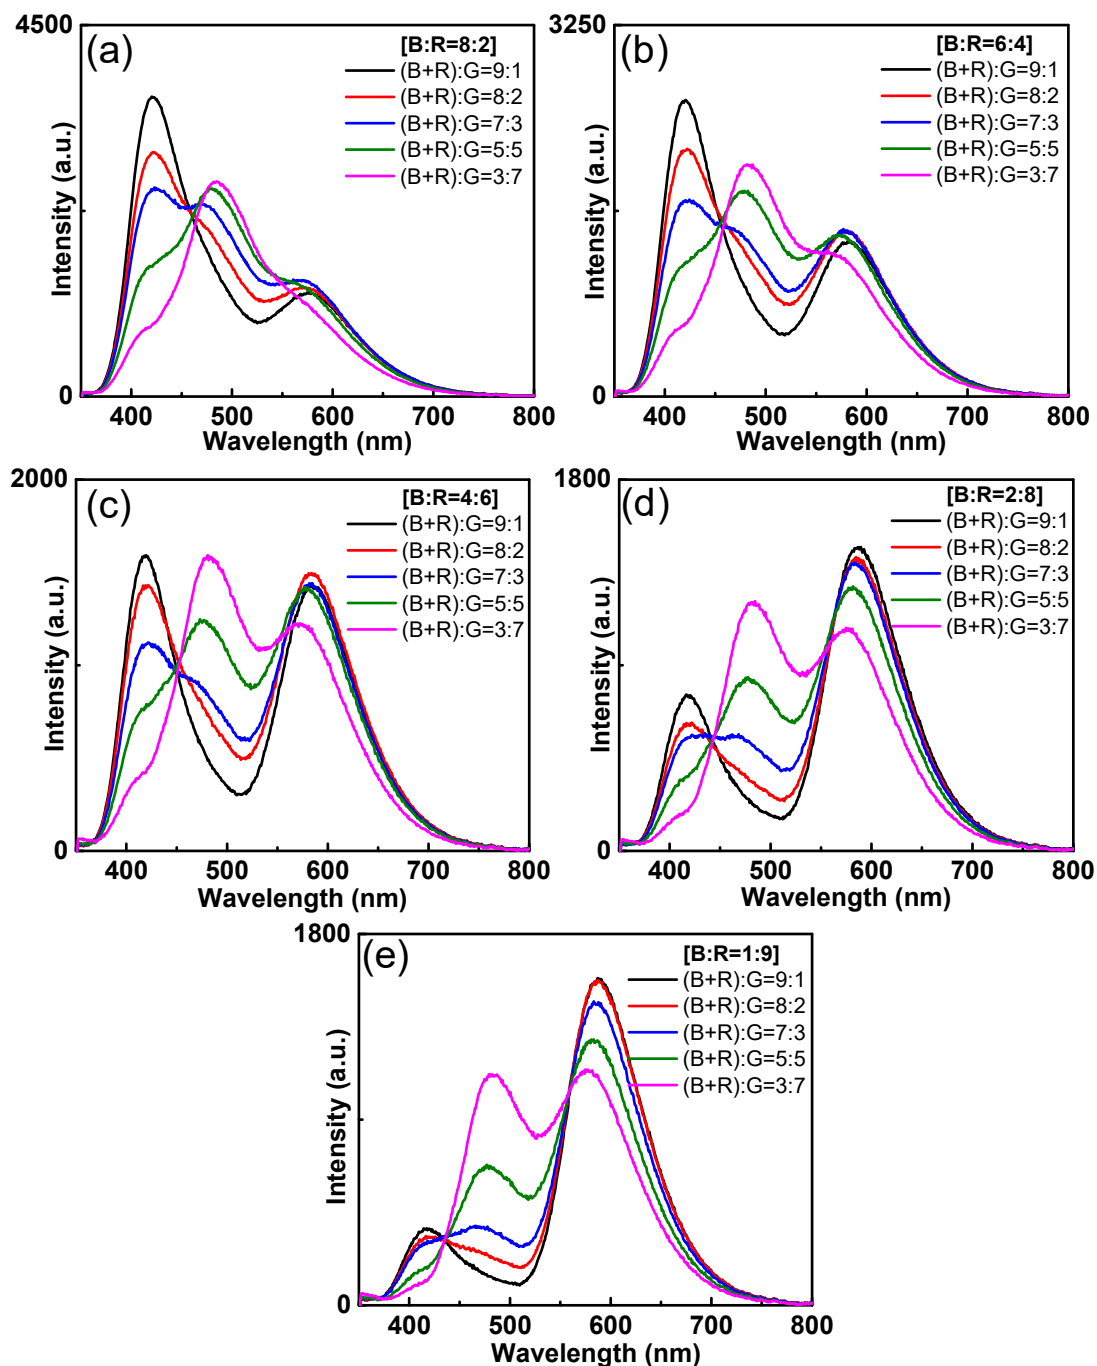 4500
(a)
[B:R=8:2]
(B+R):G=9:1
(B+R):G=8:2
(B+R):G=7:3
(B+R):G=5:5
(B+R):G=3:7
Intensity (a.u.)
0
400 500 600 700 800
Wavelength (nm)
3250
(b)
[B:R=6:4]
(B+R):G=9:1
(B+R):G=8:2
(B+R):G=7:3
(B+R):G=5:5
(B+R):G=3:7
Intensity (a.u.)
0
400 500 600 700 800
Wavelength (nm)
2000
(c)
[B:R=4:6]
(B+R):G=9:1
(B+R):G=8:2
(B+R):G=7:3
(B+R):G=5:5
(B+R):G=3:7
Intensity (a.u.)
0
400 500 600 700 800
Wavelength (nm)
1800
(d)
[B:R=2:8]
(B+R):G=9:1
(B+R):G=8:2
(B+R):G=7:3
(B+R):G=5:5
(B+R):G=3:7
Intensity (a.u.)
0
400 500 600 700 800
Wavelength (nm)
1800
(e)
[B:R=1:9]
(B+R):G=9:1
(B+R):G=8:2
(B+R):G=7:3
(B+R):G=5:5
(B+R):G=3:7
Intensity (a.u.)
0
400 500 600 700 800
Wavelength (nm)